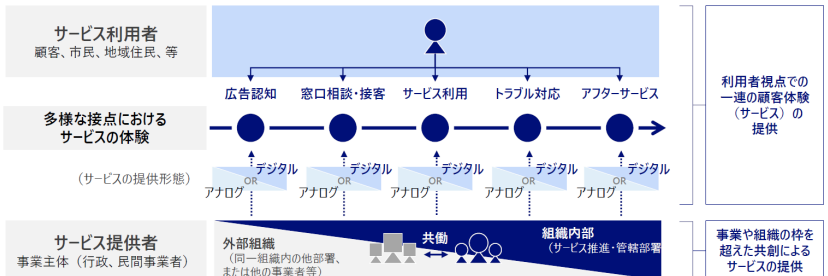 サービス利用者
顧客、市民、地域住民、等
広告認知
窓口相談・接客
サービス利用
トラブル対応
アフターサービス
多様な接点における
サービスの体験
（サービスの提供形態）
デジタル
OR
アナログ
デジタル
OR
アナログ
デジタル
OR
アナログ
デジタル
OR
アナログ
デジタル
OR
アナログ
利用者視点での
一連の顧客体験
（サービス）の
提供
サービス提供者
事業主体（行政、民間事業者）
外部組織
（同一組織内の他部署、
または他の事業者等）
共働
組織内部
（サービス推進・管轄部署）
事業や組織の枠を
超えた共創による
サービスの提供